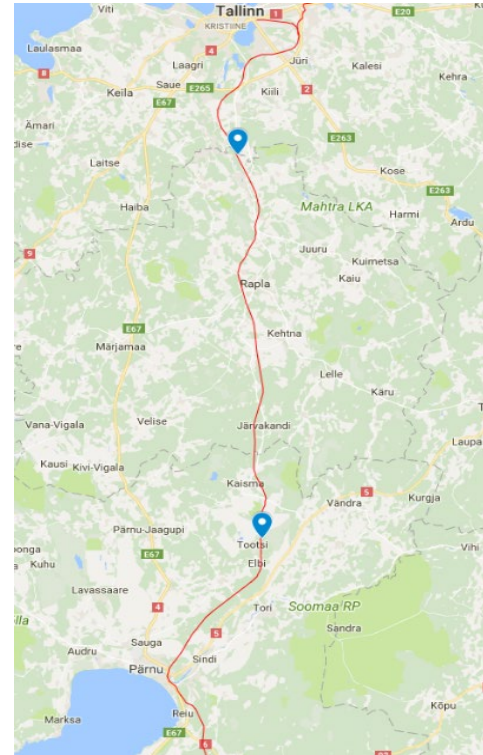 Viti
Tallinn
1
E20
KRISTIINE
Laulasmaa
4
Laagri
Jüri
Kalesi
8
Saue
E265
Kehra
Keila
E67
Kiili
2
Ämari
dise
E263
Laitse
Kose
E263
Haiba
Mahtra LKA
Harmi
Ardu
9
Juuru
Kuimetsa
Rapla
Kaiu
E67
Kehtna
Märjamaa
Lelle
Käru
Vana-Vigala
Velise
Järvakandi
Laupa
Kausi
Kivi-Vigala
Kaisma
5
Vändra
Kurgja
Pärnu-Jaagupi
Vihi
Kuhu
E67
Tootsi
Elbi
Lavassaare
4
Tori
Soomaa RP
Sandra
5
Sauga
Audru
Sindi
Pärnu
Reiu
Marksa
E67
6
Kõpu